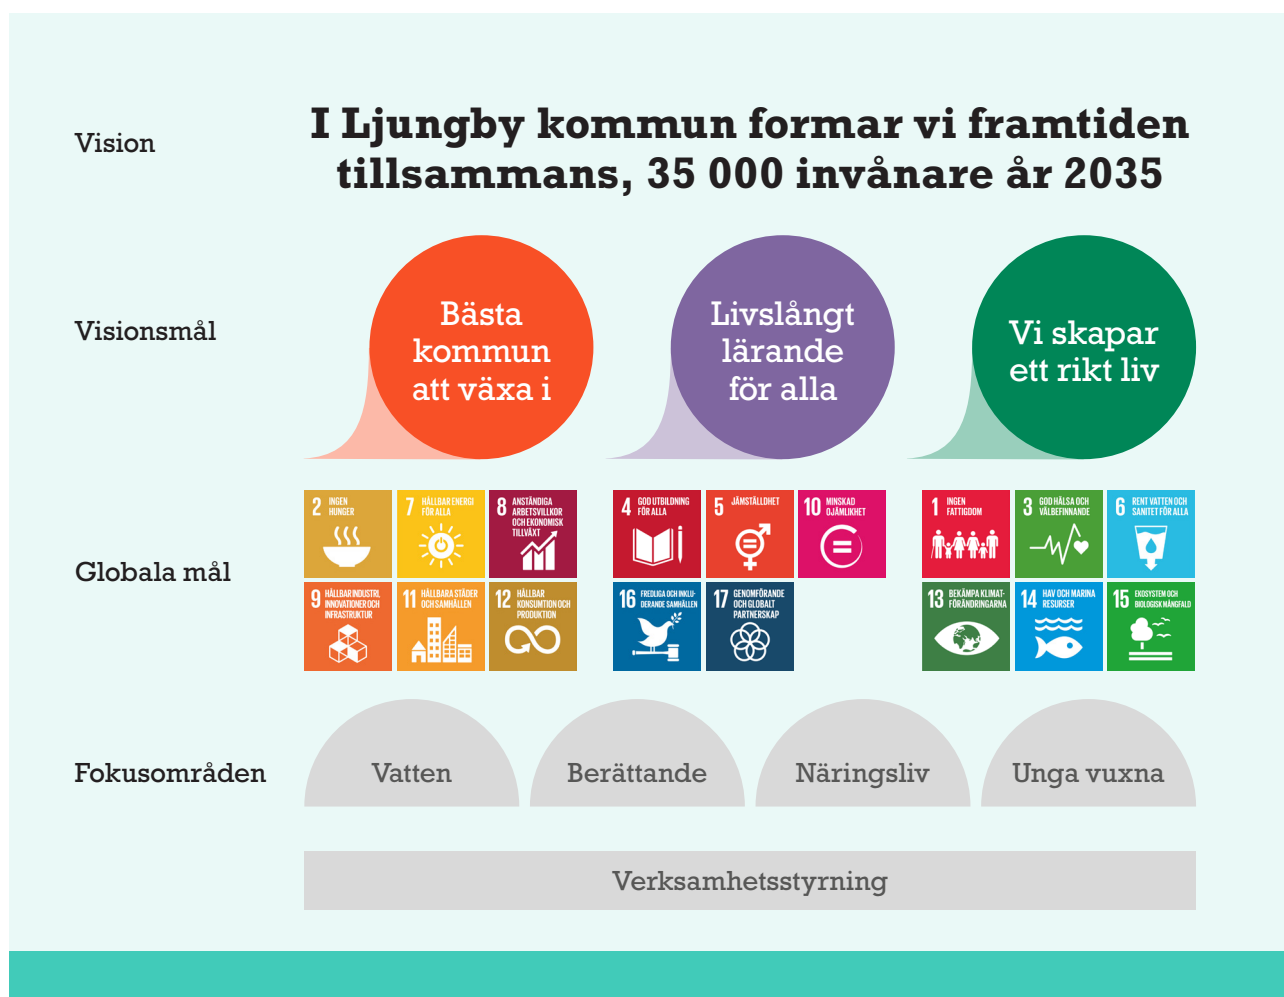 Vision
I Ljungby kommun formar vi framtiden
tillsammans, 35 000 invånare år 2035
Visionsmål
Bästa
kommun
att växa i
Livslångt
lärande
för alla
Vi skapar
ett rikt liv
Globala mål
2 INGEN
HUNGER
7 HÅLLBAR ENERGI
FÖR ALLA
8 ANSTÄNDIGA
ARBETSVILLKOR
OCH EKONOMISK
TILLVÄXT
9 HÅLLBAR INDUSTRI,
INNOVATIONER OCH
INFRASTRUKTUR
11 HÅLLBARA STÄDER
OCH SAMHÄLLEN
12 HÅLLBAR
KONSUMTION OCH
PRODUKTION
4 GOD UTBILDNING
FÖR ALLA
5 JÄMSTÄLLDHET
10 MINSKAD
OJÄMLIKHET
16 FREDLIGA OCH INKLU-
DERANDE SAMHÄLLEN
17 GENOMFÖRANDE
OCH GLOBALT
PARTNERSKAP
1 INGEN
FATTIGDOM
3 GOD HÄLSA OCH
VÄLBEFINNANDE
6 RENT VATTEN OCH
SANITET FÖR ALLA
13 BEKÄMPA KLIMAT-
FÖRÄNDRINGARNA
14 HAV OCH MARINA
RESURSER
15 EKOSYSTEM OCH
BIOLOGISK MÅNGFALD
Fokusområden
Vatten
Berättande
Näringsliv
Unga vuxna
Verksamhetsstyrning